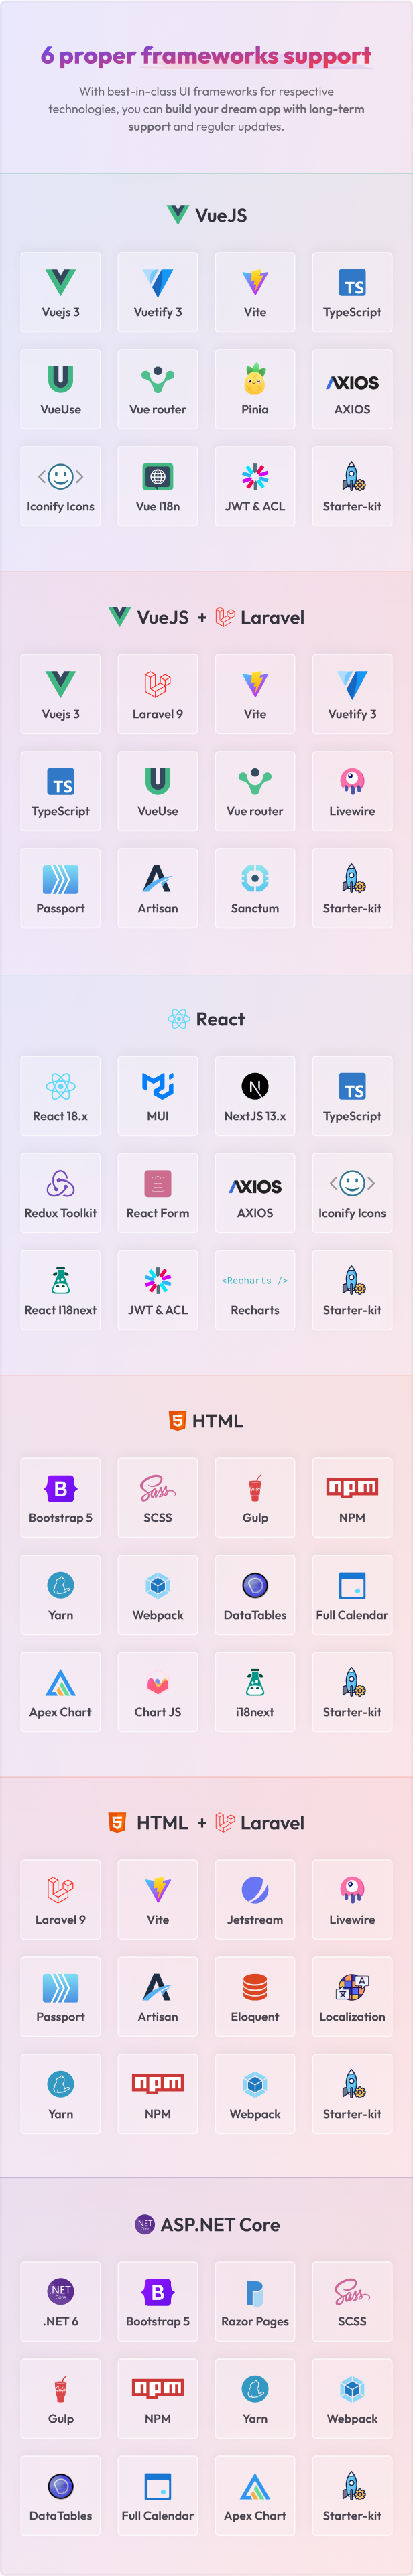 6 proper frameworks support
With best-in-class UI frameworks for respective
technologies, you can build your dream app with long-term
support and regular updates.
VueJS
Vuejs 3
Vuetify 3
Vite
TS
TypeScript
VueUse
Vue router
Pinia
AXIOS
AXIOS
Iconify Icons
Vue I18n
JWT & ACL
Starter-kit
VueJS + Laravel
Vuejs 3
Laravel 9
Vite
Vuetify 3
TS
TypeScript
VueUse
Vue router
Livewire
Passport
Artisan
Sanctum
Starter-kit
React
React 18.x
MUI
N
NextJS 13.x
TS
TypeScript
Redux Toolkit
React Form
AXIOS
AXIOS
Iconify Icons
React I18next
JWT & ACL
<Recharts />
Recharts
Starter-kit
5 HTML
B
Bootstrap 5
Sass
SCSS
Gulp
npm
NPM
Yarn
Webpack
DataTables
Full Calendar
Apex Chart
Chart JS
i18next
Starter-kit
5 HTML + Laravel
Laravel 9
Vite
Jetstream
Livewire
Passport
Artisan
Eloquent
A
文
Localization
Yarn
npm
NPM
Webpack
Starter-kit
.NET
Core
ASP.NET Core
.NET
Core
.NET 6
B
Bootstrap 5
Razor Pages
Sass
SCSS
Gulp
npm
NPM
Yarn
Webpack
DataTables
Full Calendar
Apex Chart
Starter-kit